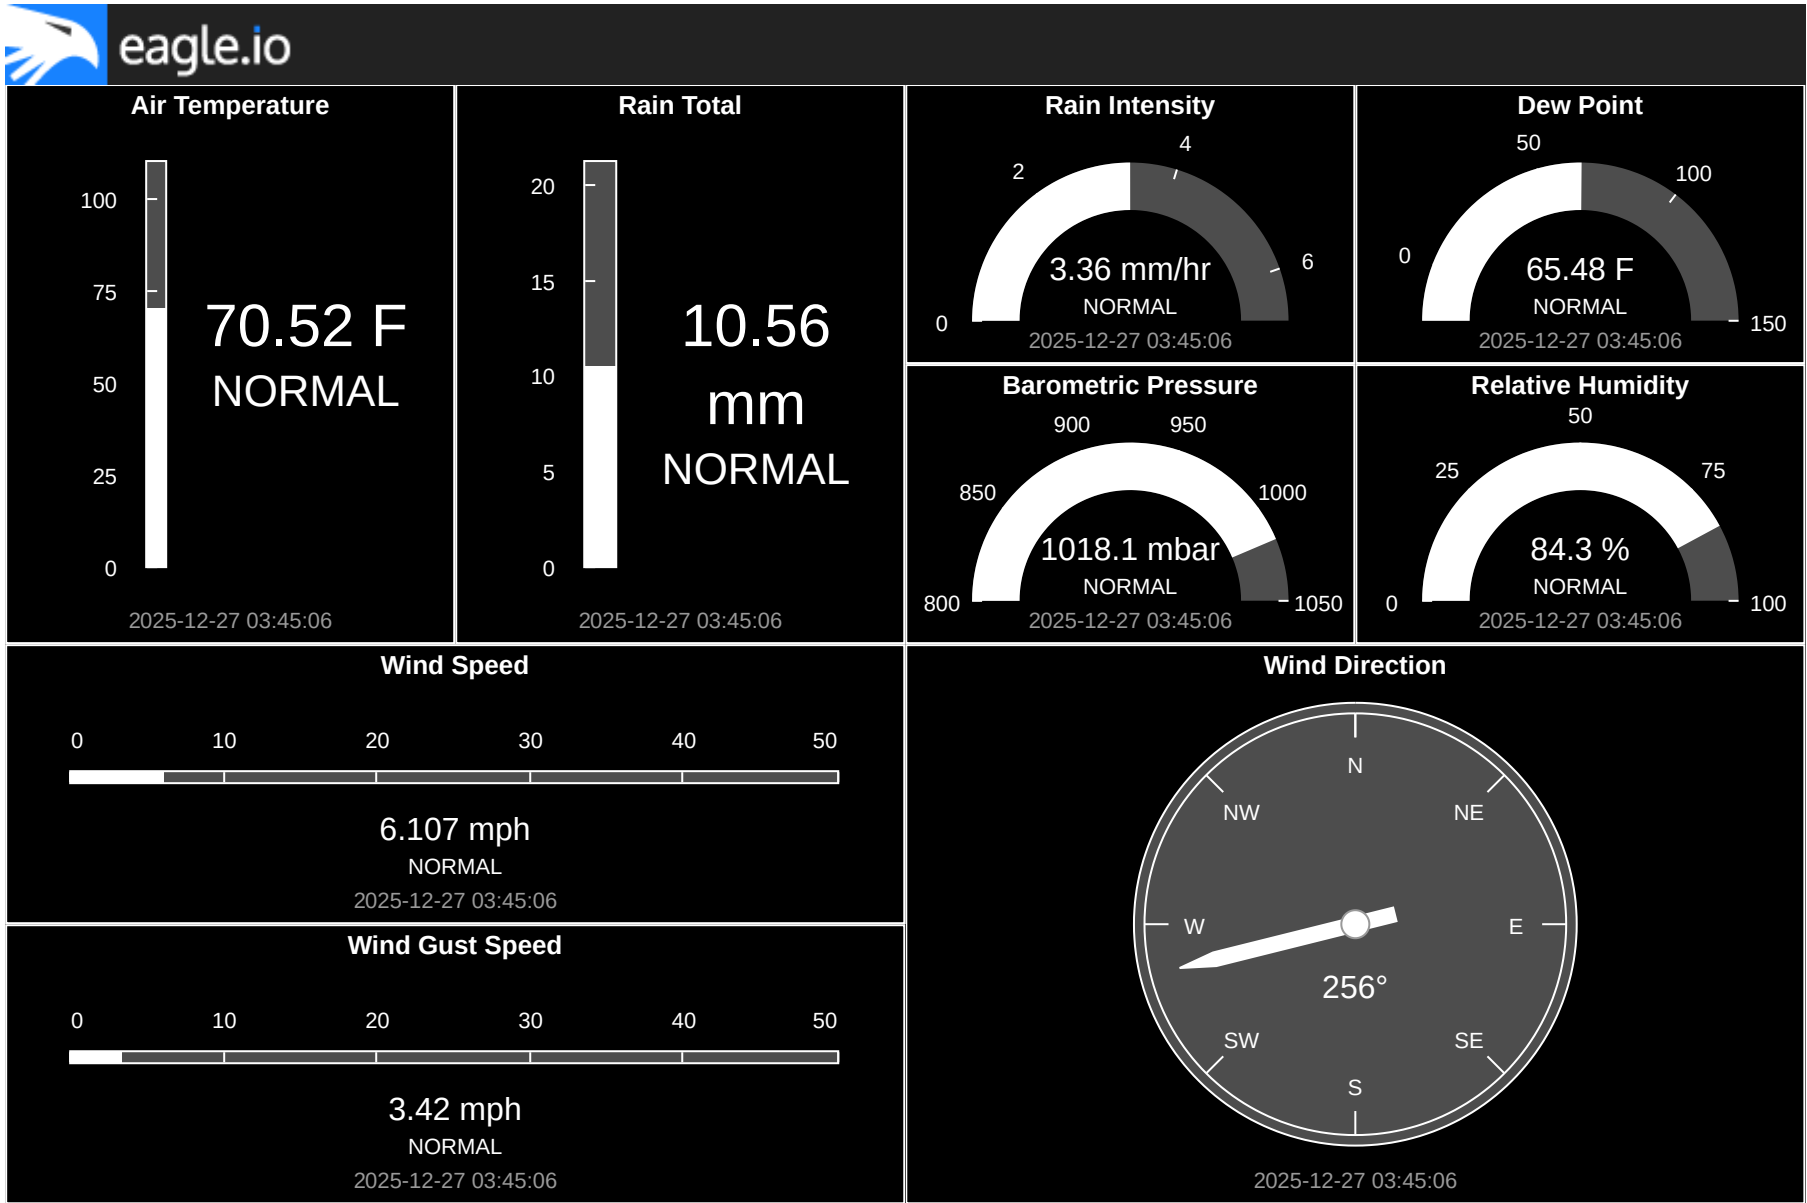 eagle.io
Air Temperature
100
75
50
25
0
70.52 F
NORMAL
2025-12-27 03:45:06
Rain Total
20
15
10
5
0
10.56
mm
NORMAL
2025-12-27 03:45:06
Rain Intensity
0
2
4
6
3.36 mm/hr
NORMAL
2025-12-27 03:45:06
Dew Point
0
50
100
150
65.48 F
NORMAL
2025-12-27 03:45:06
Barometric Pressure
800
850
900
950
1000
1050
1018.1 mbar
NORMAL
2025-12-27 03:45:06
Relative Humidity
0
25
50
75
100
84.3 %
NORMAL
2025-12-27 03:45:06
Wind Speed
0 10 20 30 40 50
6.107 mph
NORMAL
2025-12-27 03:45:06
Wind Gust Speed
0 10 20 30 40 50
3.42 mph
NORMAL
2025-12-27 03:45:06
Wind Direction
N
NW NE
W E
256°
SW SE
S
2025-12-27 03:45:06